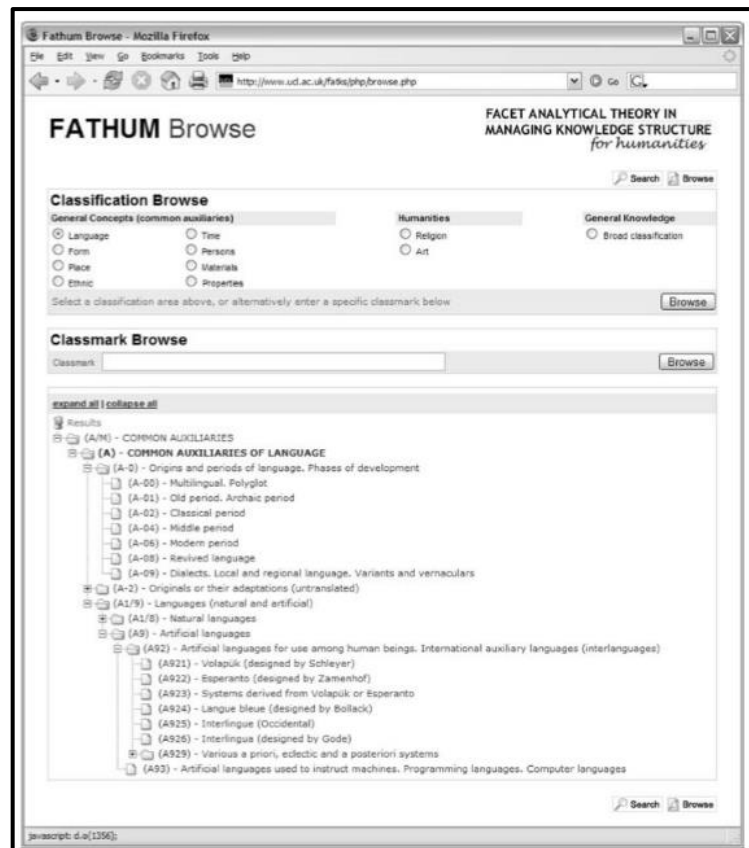 Fathum Browse - Mozilla Firefox
File Edit View Go Bookmarks Tools Help
http://www.ucl.ac.uk/fatks/php/browse.php Go
FATHUM Browse
FACET ANALYTICAL THEORY IN
MANAGING KNOWLEDGE STRUCTURE
for humanities
Search Browse
Classification Browse
General Concepts (common auxiliaries) Humanities General Knowledge
Language Time Religion Broad classification
Form Persons Art
Place Materials
Ethnic Properties
Select a classification area above, or alternatively enter a specific classmark below Browse
Classmark Browse
Classmark Browse
expand all | collapse all
Results
(A/M) - COMMON AUXILIARIES
(A) - COMMON AUXILIARIES OF LANGUAGE
(A-0) - Origins and periods of language. Phases of development
(A-00) - Multilingual. Polyglot
(A-01) - Old period. Archaic period
(A-02) - Classical period
(A-04) - Middle period
(A-06) - Modern period
(A-08) - Revived language
(A-09) - Dialects. Local and regional language. Variants and vernaculars
(A-2) - Originals or their adaptations (untranslated)
(A1/9) - Languages (natural and artificial)
(A1/8) - Natural languages
(A9) - Artificial languages
(A92) - Artificial languages for use among human beings. International auxiliary languages (interlanguages)
(A921) - Volapük (designed by Schleyer)
(A922) - Esperanto (designed by Zamenhof)
(A923) - Systems derived from Volapük or Esperanto
(A924) - Langue bleue (designed by Bollack)
(A925) - Interlingue (Occidental)
(A926) - Interlingua (designed by Gode)
(A929) - Various a priori, eclectic and a posteriori systems
(A93) - Artificial languages used to instruct machines. Programming languages. Computer languages
Search Browse
javascript: d.o(1356);